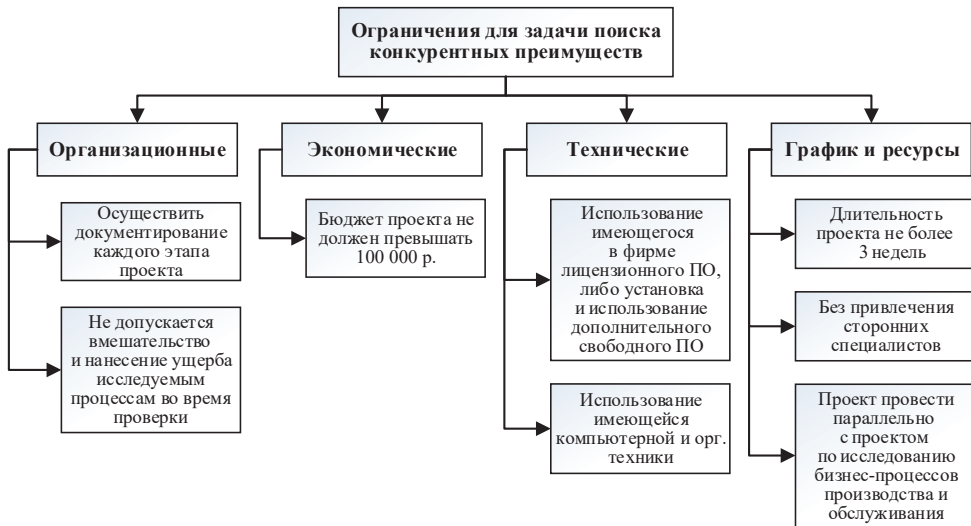 Ограничения для задачи поиска
конкурентных преимуществ
Организационные
Осуществить
документирование
каждого этапа
проекта
Не допускается
вмешательство
и нанесение ущерба
исследуемым
процессам во время
проверки
Экономические
Бюджет проекта не
должен превышать
100 000 р.
Технические
Использование
имеющегося
в фирме
лицензионного ПО,
либо установка
и использование
дополнительного
свободного ПО
Использование
имеющейся
компьютерной и орг.
техники
График и ресурсы
Длительность
проекта не более
3 недель
Без привлечения
сторонних
специалистов
Проект провести
параллельно
с проектом
по исследованию
бизнес-процессов
производства и
обслуживания